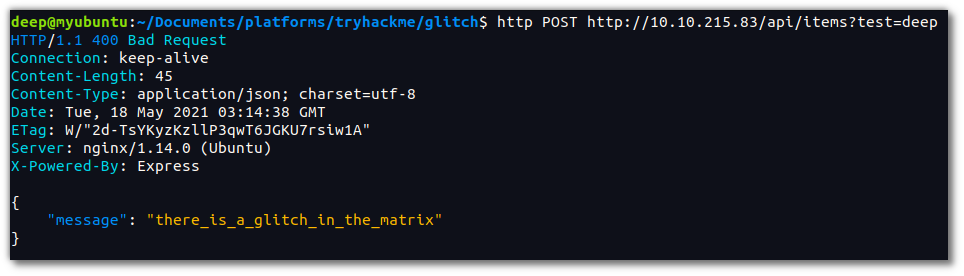 deep@myubuntu:~/Documents/platforms/tryhackme/glitch$ http POST http://10.10.215.83/api/items?test=deep
HTTP/1.1 400 Bad Request
Connection: keep-alive
Content-Length: 45
Content-Type: application/json; charset=utf-8
Date: Tue, 18 May 2021 03:14:38 GMT
ETag: W/"2d-TsYKyzKzllP3qwT6JGKU7rsiw1A"
Server: nginx/1.14.0 (Ubuntu)
X-Powered-By: Express

{
    "message": "there_is_a_glitch_in_the_matrix"
}